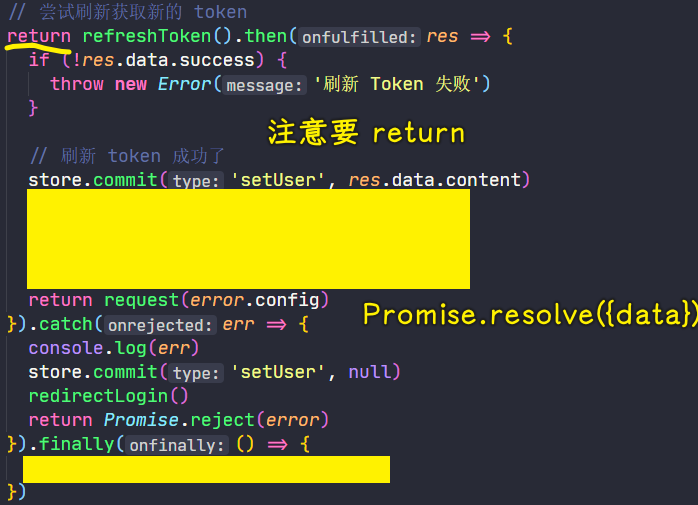 // 尝试刷新获取新的 token
return refreshToken().then(onfulfilled: res => {
if (!res.data.success) {
throw new Error(message: '刷新 Token 失败')
}
注意要 return
// 刷新 token 成功了
store.commit(type: 'setUser', res.data.content)
return request(error.config)
Promise.resolve({data})
}).catch(onrejected: err => {
console.log(err)
store.commit(type: 'setUser', null)
redirectLogin()
return Promise.reject(error)
}).finally(onfinally: () => {
})